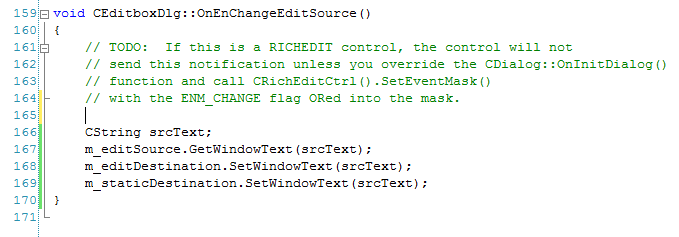 159 void CEditboxDlg::OnEnChangeEditSource()
160 {
161 // TODO:  If this is a RICHEDIT control, the control will not
162 // send this notification unless you override the CDialog::OnInitDialog()
163 // function and call CRichEditCtrl().SetEventMask()
164 // with the ENM_CHANGE flag ORed into the mask.
165
166 CString srcText;
167 m_editSource.GetWindowText(srcText);
168 m_editDestination.SetWindowText(srcText);
169 m_staticDestination.SetWindowText(srcText);
170 }
171